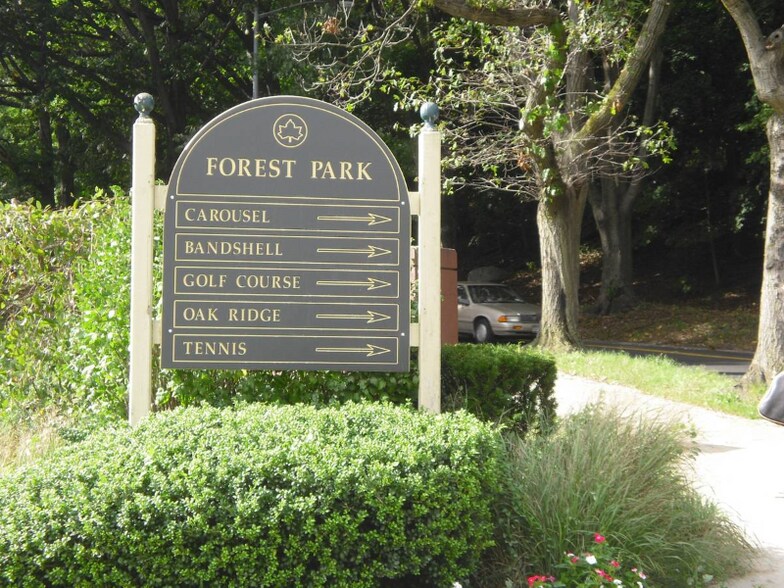 FOREST PARK
CAROUSEL
BANDSHELL
GOLF COURSE
OAK RIDGE
TENNIS